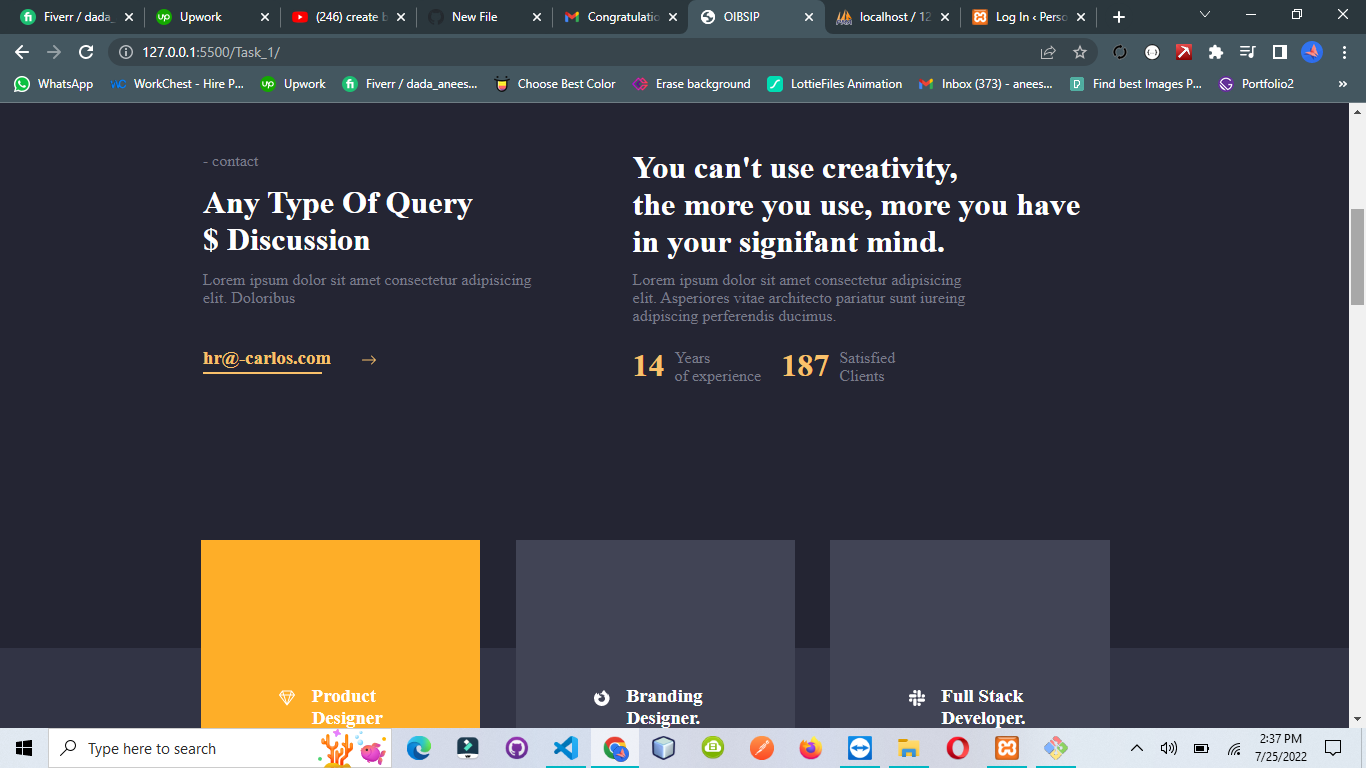 Fiverr / dada_
Upwork
(246) create b
New File
Congratulatio
OIBSIP
localhost / 12
Log In ‹ Perso
127.0.0.1:5500/Task_1/
WhatsApp
WorkChest - Hire P...
Upwork
Fiverr / dada_anees...
Choose Best Color
Erase background
LottieFiles Animation
Inbox (373) - anees...
Find best Images P...
Portfolio2
- contact
Any Type Of Query
$ Discussion
Lorem ipsum dolor sit amet consectetur adipisicing
elit. Doloribus
hr@-carlos.com
You can't use creativity,
the more you use, more you have
in your signifant mind.
Lorem ipsum dolor sit amet consectetur adipisicing
elit. Asperiores vitae architecto pariatur sunt iureing
adipiscing perferendis ducimus.
14 Years
of experience
187 Satisfied
Clients
Product
Designer
Branding
Designer.
Full Stack
Developer.
Type here to search
2:37 PM
7/25/2022